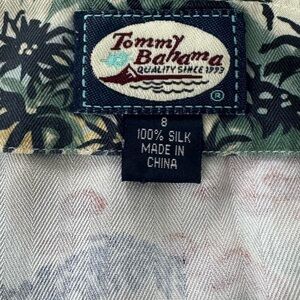 Tommy
Bahama
QUALITY SINCE 1993
®
8
100% SILK
MADE IN
CHINA